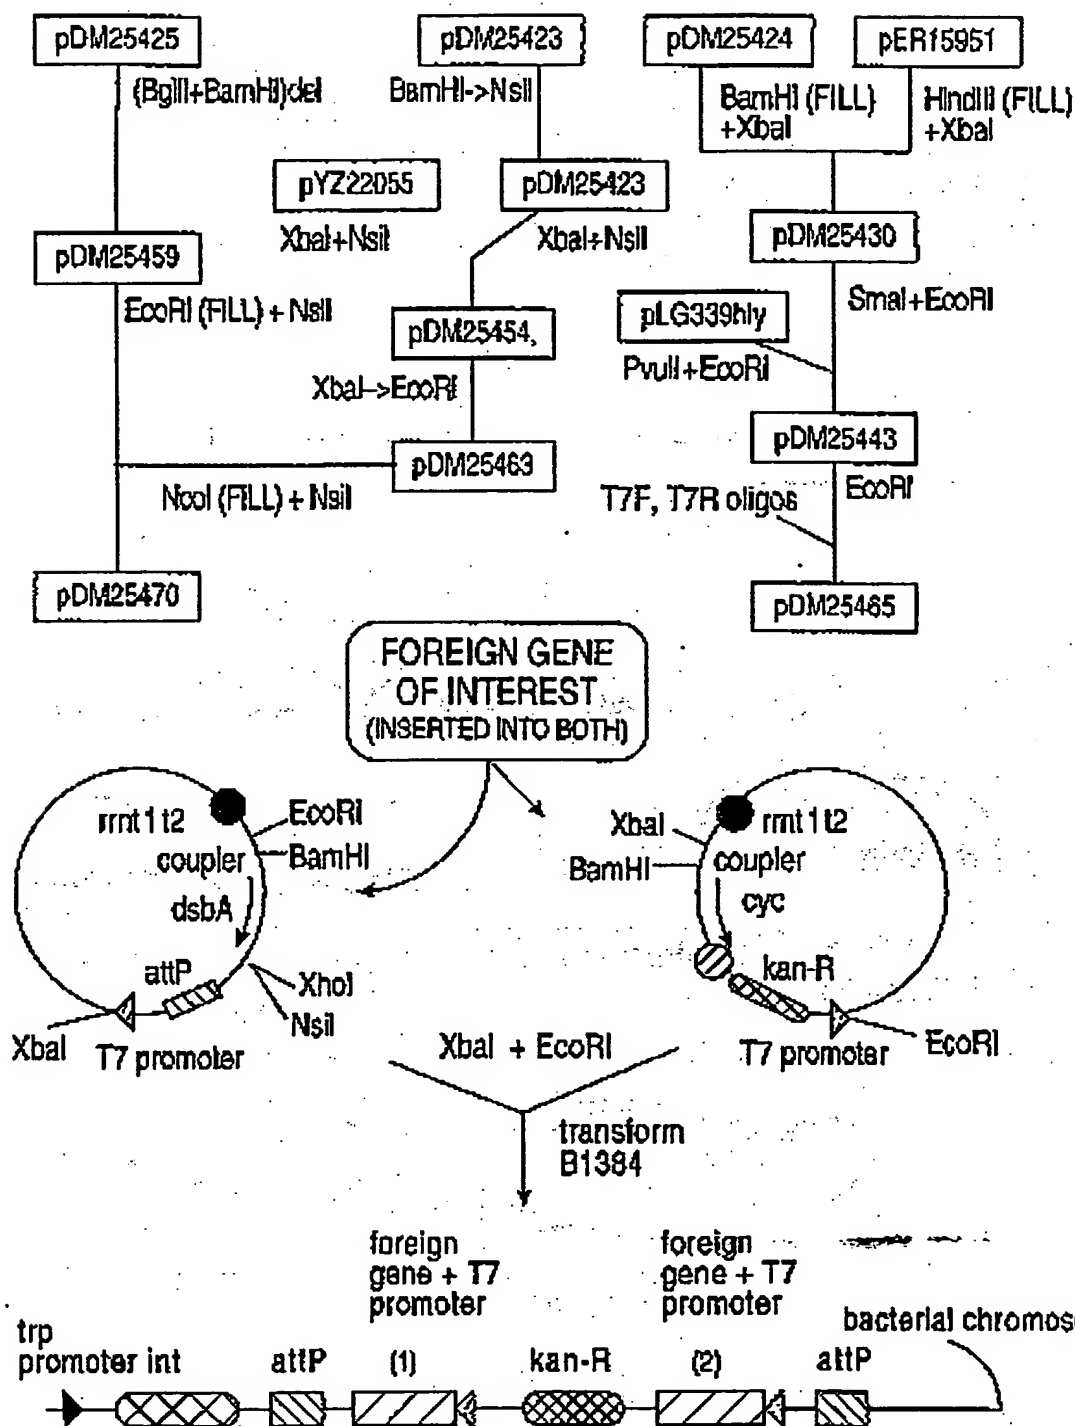 pDM25425
pDM25423
pDM25424
pER15951
(BglII+BamHI)del
BamHI->NsiI
BamHI (FILL)
+XbaI
HindIII (FILL)
+XbaI
pYZ22055
pDM25423
XbaI+NsiI
XbaI+NsiI
pDM25430
pDM25459
EcoRI (FILL) + NsiI
pDM25454,
pLG339hly
SmaI+EcoRI
PvuII+EcoRI
XbaI->EcoRI
pDM25463
pDM25443
NcoI (FILL) + NsiI
EcoRI
T7F, T7R oligos
pDM25470
pDM25465
FOREIGN GENE
OF INTEREST
(INSERTED INTO BOTH)
rrnt1t2
EcoRI
coupler
BamHI
dsbA
attP
XhoI
NsiI
XbaI
T7 promoter
XbaI
rrnt1t2
BamHI
coupler
cyc
kan-R
T7 promoter
EcoRI
XbaI + EcoRI
transform
B1384
foreign
gene + T7
promoter
foreign
gene + T7
promoter
bacterial chromos
trp
promoter int
attP
(1)
kan-R
(2)
attP